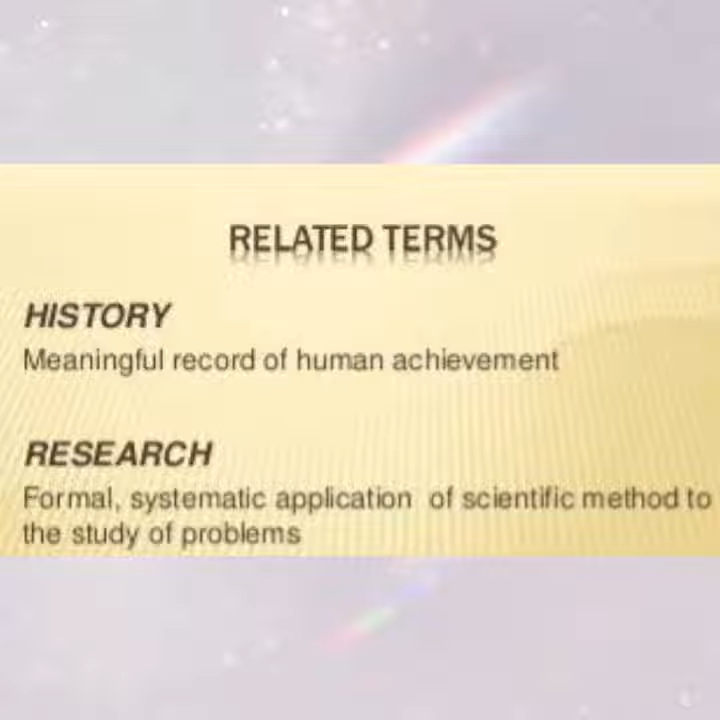 RELATED TERMS
HISTORY
Meaningful record of human achievement
RESEARCH
Formal, systematic application of scientific method to
the study of problems